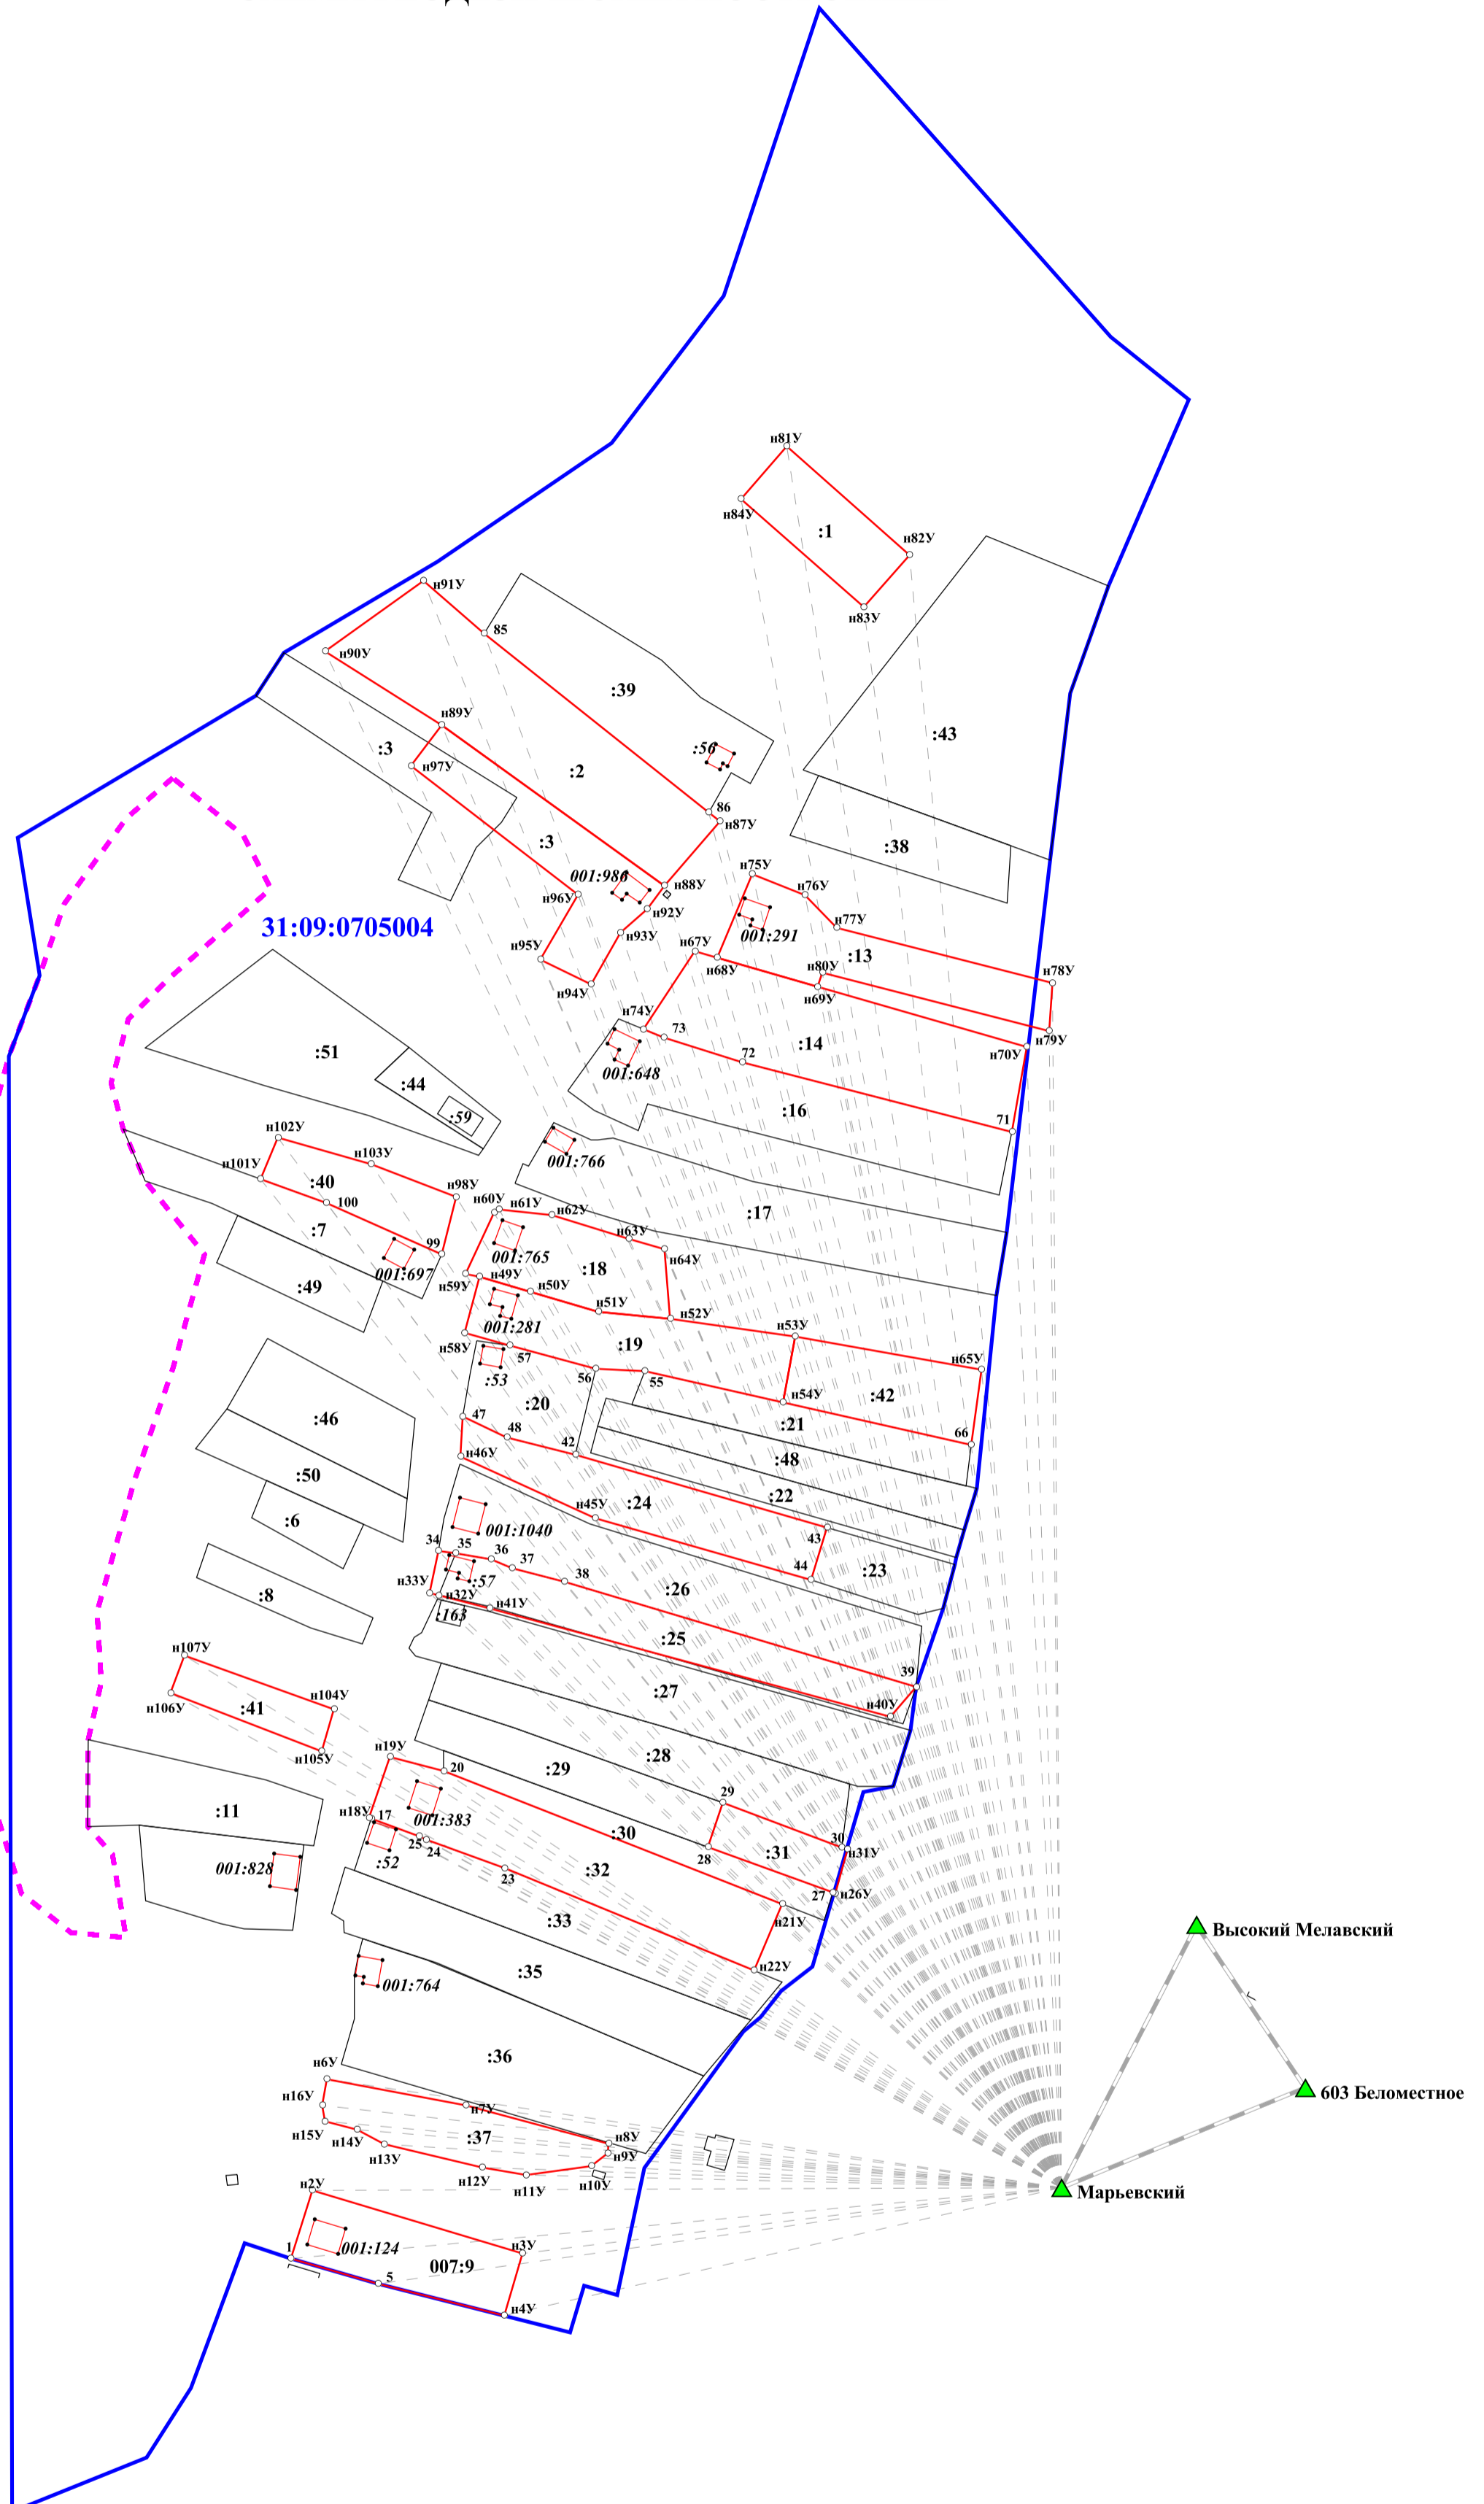 н81У
н84У
:1
н82У
н83У
н91У
85
н90У
:39
:43
н89У
:56
:3
н97У
:2
86
н87У
:3
:38
001:986
н75У
н88У
н96У
н76У
н92У
31:09:0705004
н77У
н93У
001:291
н95У
н67У
:13
н68У
н80У
н78У
н94У
н69У
н74У
73
н79У
:14
:51
72
н70У
001:648
:44
:16
:59
71
н102У
н103У
001:766
н101У
:40
н98У
100
н60У
н61У
н62У
:17
:7
н63У
99
н64У
001:765
:18
001:697
н49У
н59У
:49
н50У
н51У
н52У
001:281
н53У
н58У
:19
57
н65У
:53
56
55
н54У
:42
:20
47
:21
:46
48
66
42
н46У
:48
:50
:22
:24
н45У
:6
001:1040
43
34
35
36
44
37
:23
38
:57
н33У
:26
н32У
:8
н41У
:163
:25
н107У
39
:27
н106У
н104У
н40У
:41
н19У
:28
н105У
20
:29
29
:11
н18У
17
001:383
:30
30
25
24
н31У
28
:31
:52
001:828
23
:32
27
н26У
:33
н21У
Высокий Мелавский
н22У
:35
001:764
:36
н6У
603 Беломестное
н16У
н7У
н15У
н14У
:37
н8У
н13У
н9У
н12У
н11У
н10У
н2У
Марьевский
1
001:124
н3У
007:9
5
н4У